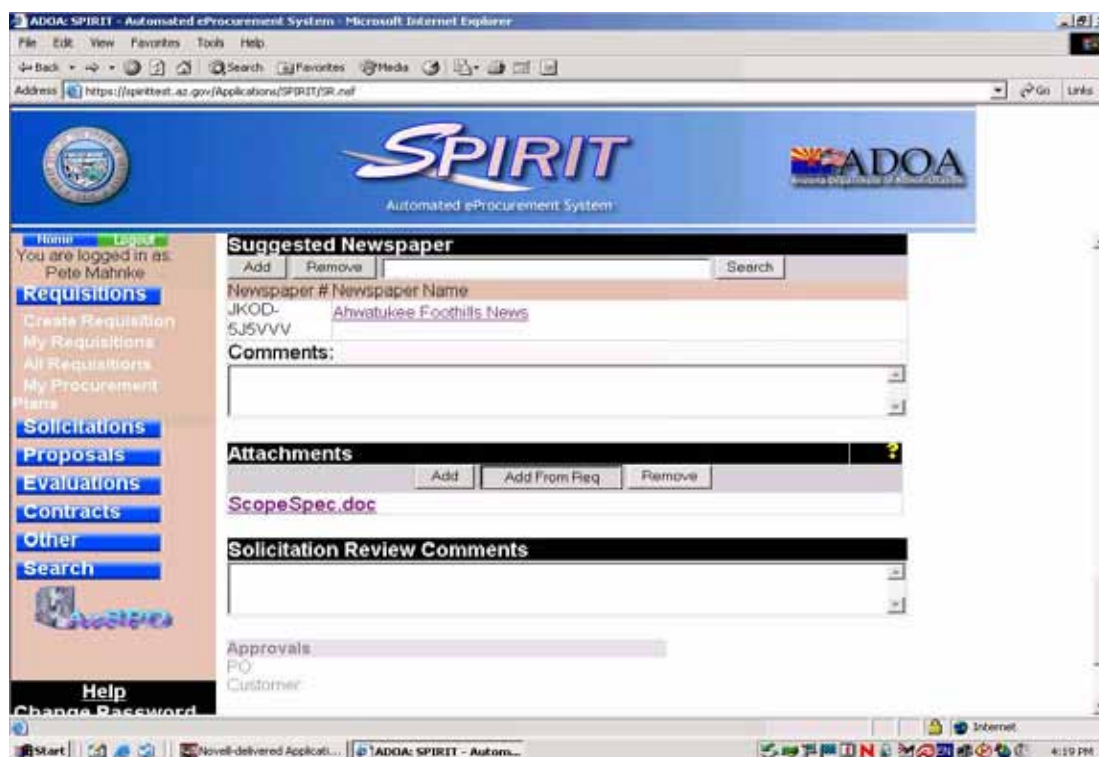 ADOA: SPIRIT - Automated eProcurement System - Microsoft Internet Explorer
File Edit View Favorites Tools Help
Back Search Favorites Media
Address https://spirittest.az.gov/Applications/SPIRIT/SR.nsf Go Links
SPIRIT
Automated eProcurement System
ADOA
Home Logout
You are logged in as:
Pete Mahnke
Requisitions
Create Requisition
My Requisitions
All Requisitions
My Procurement
Plans
Solicitations
Proposals
Evaluations
Contracts
Other
Search
Help
Change Password
Suggested Newspaper
Add Remove Search
Newspaper # Newspaper Name
JKOD-
5J5VVV
Ahwatukee Foothills News
Comments:
Attachments ?
Add Add From Req Remove
ScopeSpec.doc
Solicitation Review Comments
Approvals
PO
Customer
Internet
Start Novell-delivered Applicati... ADOA: SPIRIT - Autom... 4:19 PM